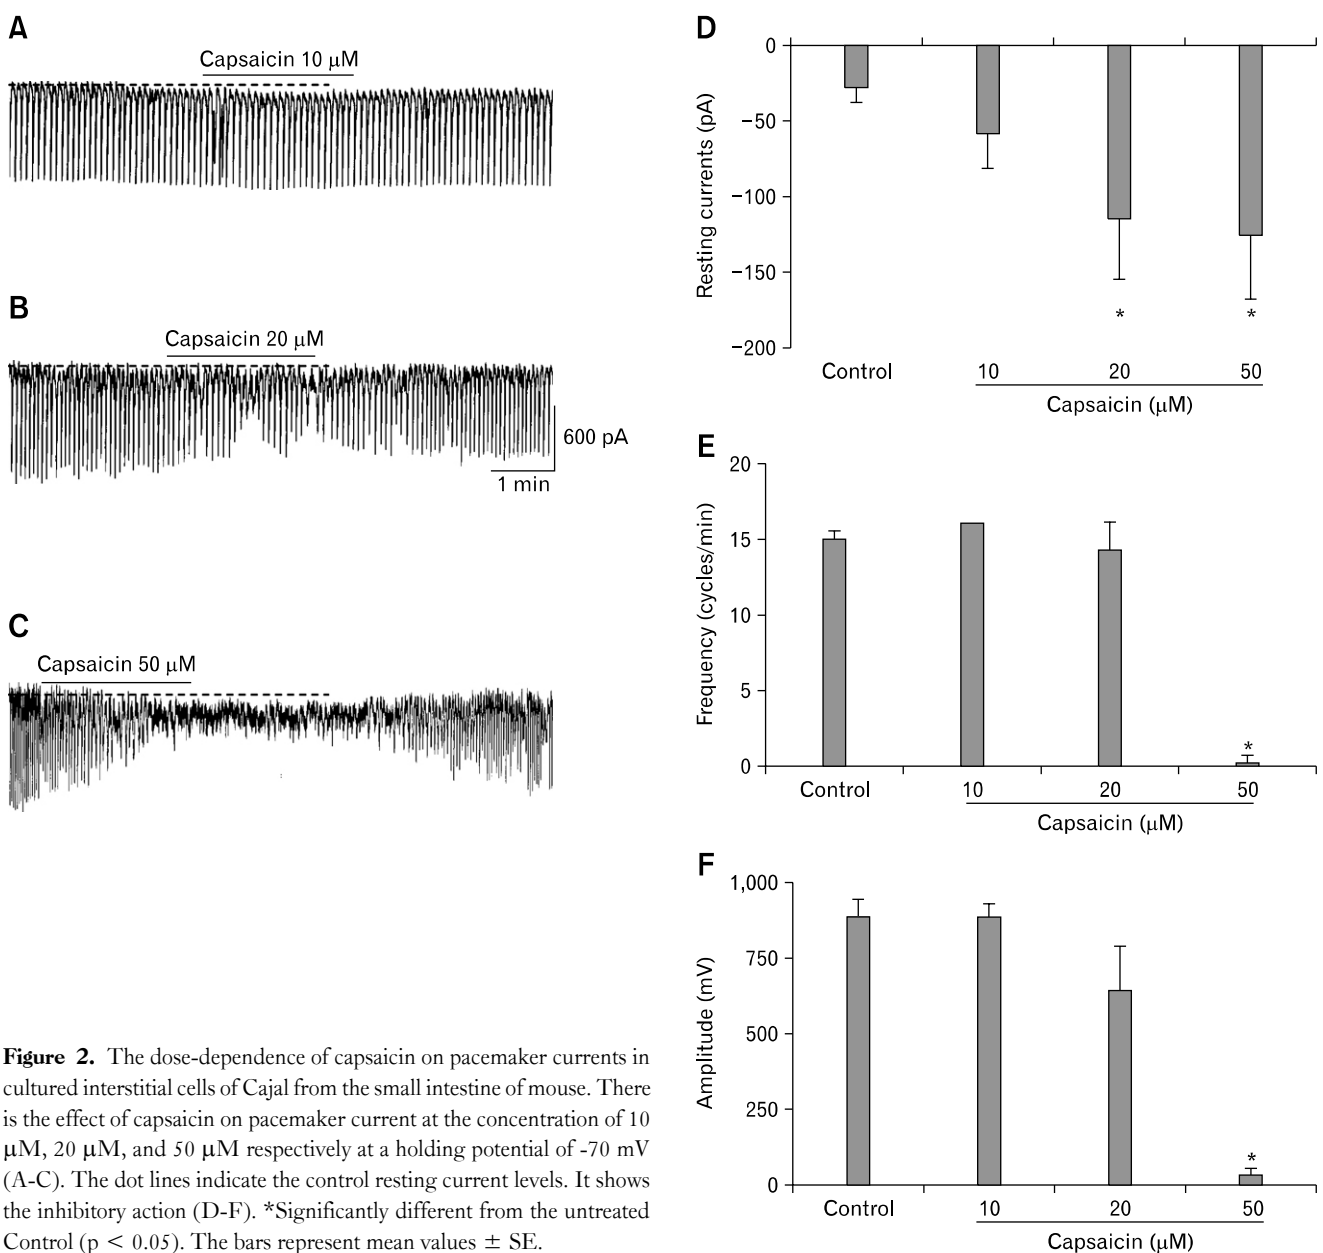 A
Capsaicin 10 µM
B
Capsaicin 20 µM
600 pA
1 min
C
Capsaicin 50 µM
D
Resting currents (pA)
0
−50
−100
−150
−200
* *
Control 10 20 50
Capsaicin (µM)
E
Frequency (cycles/min)
20
15
10
5
0
*
Control 10 20 50
Capsaicin (µM)
F
Amplitude (mV)
1,000
750
500
250
0
*
Control 10 20 50
Capsaicin (µM)
Figure 2. The dose-dependence of capsaicin on pacemaker currents in
cultured interstitial cells of Cajal from the small intestine of mouse. There
is the effect of capsaicin on pacemaker current at the concentration of 10
µM, 20 µM, and 50 µM respectively at a holding potential of -70 mV
(A-C). The dot lines indicate the control resting current levels. It shows
the inhibitory action (D-F). *Significantly different from the untreated
Control (p < 0.05). The bars represent mean values ± SE.